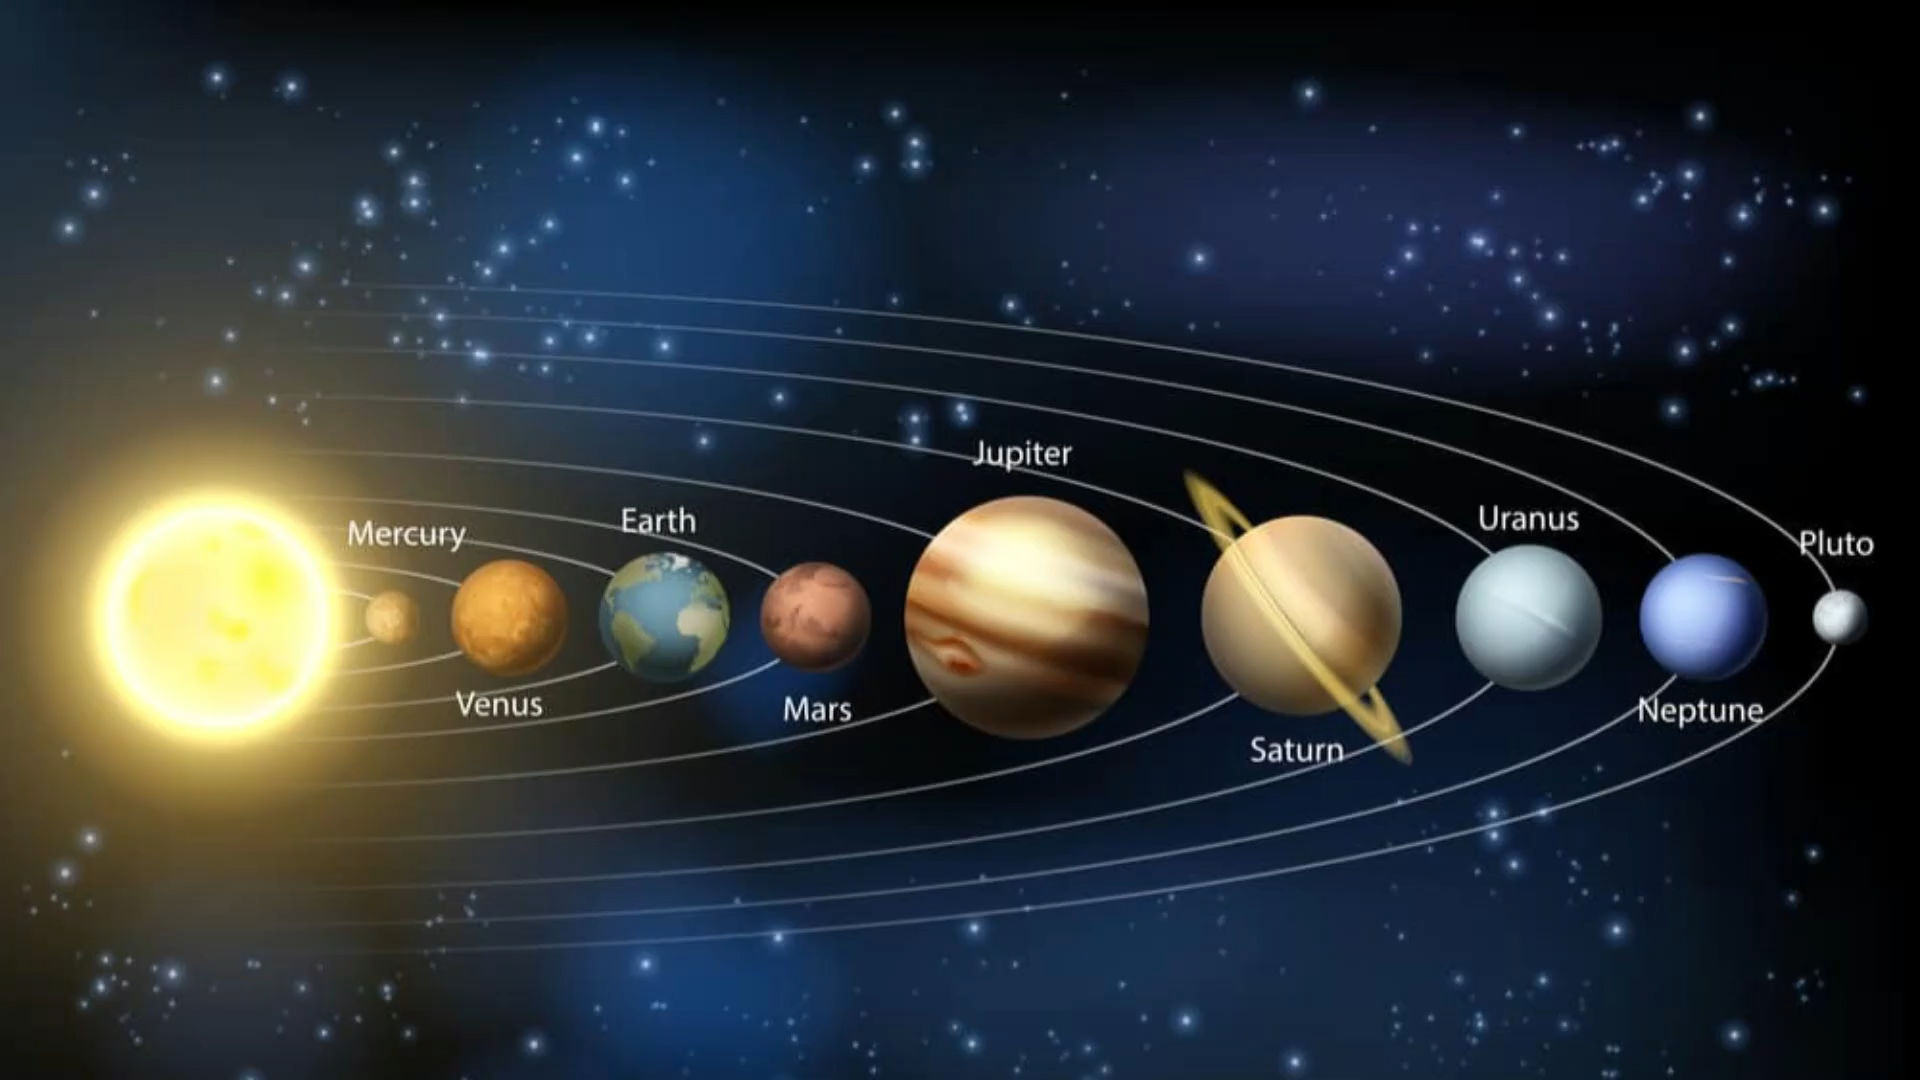 Mercury
Venus
Earth
Mars
Jupiter
Saturn
Uranus
Neptune
Pluto